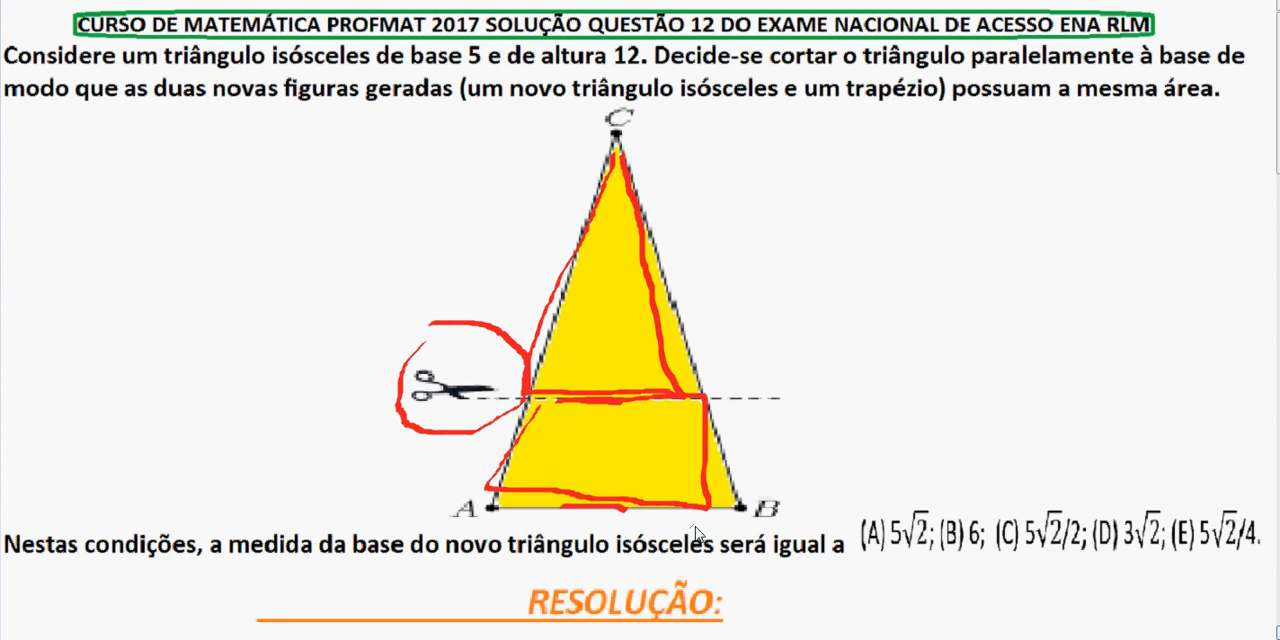 CURSO DE MATEMÁTICA PROFMAT 2017 SOLUÇÃO QUESTÃO 12 DO EXAME NACIONAL DE ACESSO ENA RLM
Considere um triângulo isósceles de base 5 e de altura 12. Decide-se cortar o triângulo paralelamente à base de
modo que as duas novas figuras geradas (um novo triângulo isósceles e um trapézio) possuam a mesma área.
C
A B
Nestas condições, a medida da base do novo triângulo isósceles será igual a (A) 5√2; (B) 6; (C) 5√2/2; (D) 3√2; (E) 5√2/4.
RESOLUÇÃO: